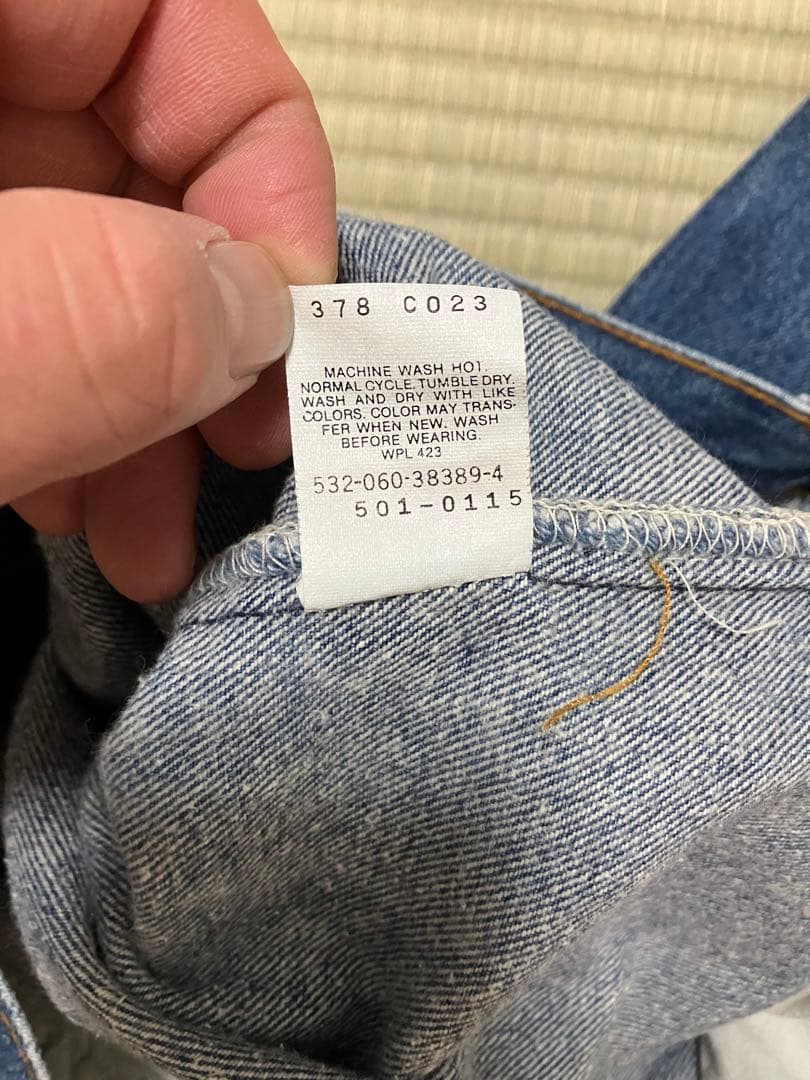 378 C023
MACHINE WASH HOT.
NORMAL CYCLE. TUMBLE DRY.
WASH AND DRY WITH LIKE
COLORS. COLOR MAY TRANS-
FER WHEN NEW. WASH
BEFORE WEARING.
WPL 423
532-060-38389-4
501-0115